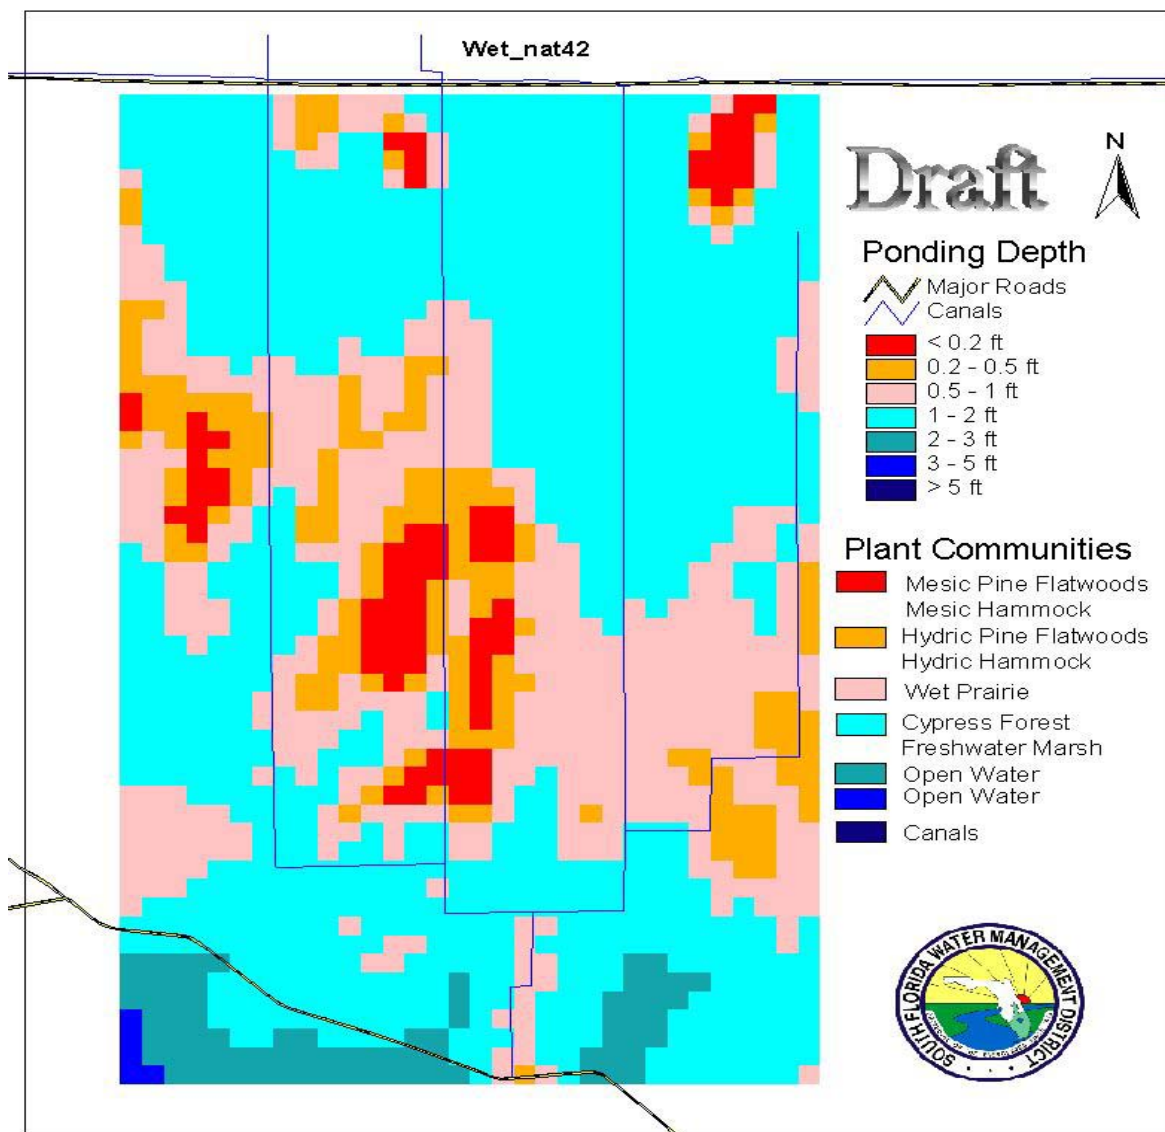 Wet_nat42
Draft
N
Ponding Depth
Major Roads
Canals
< 0.2 ft
0.2 - 0.5 ft
0.5 - 1 ft
1 - 2 ft
2 - 3 ft
3 - 5 ft
> 5 ft
Plant Communities
Mesic Pine Flatwoods
Mesic Hammock
Hydric Pine Flatwoods
Hydric Hammock
Wet Prairie
Cypress Forest
Freshwater Marsh
Open Water
Open Water
Canals
SOUTH FLORIDA WATER MANAGEMENT DISTRICT